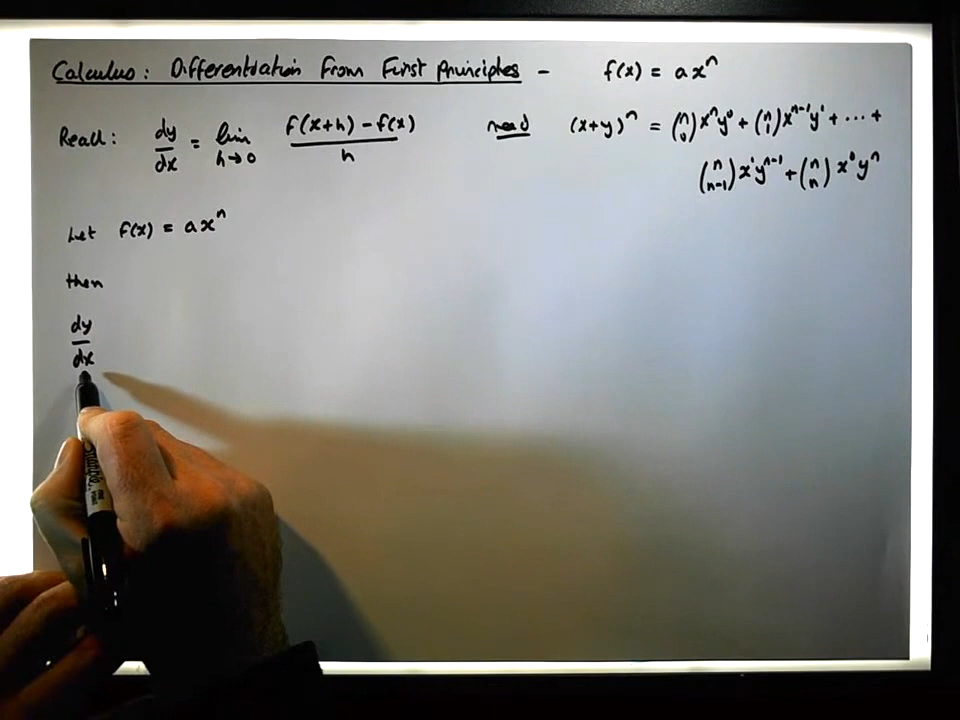 Calculus: Differentiation From First Principles - f(x) = ax^n
Recall: dy/dx = lim h→0 (f(x+h) - f(x))/h
need (x+y)^n = (n 0) x^n y^0 + (n 1) x^{n-1} y^1 + ... +
(n n-1) x^1 y^{n-1} + (n n) x^0 y^n
Let f(x) = ax^n
then
dy/dx